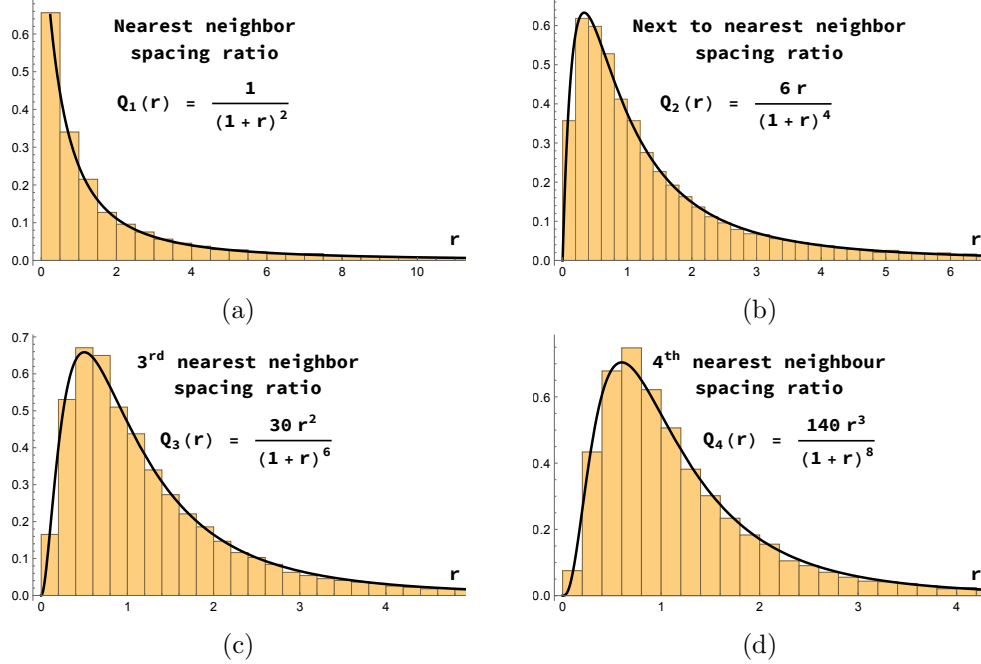 Nearest neighbor
spacing ratio
Q₁(r) = 1/(1 + r)²
0.6
0.5
0.4
0.3
0.2
0.1
0.0
r
0 2 4 6 8 10
(a)
Next to nearest neighbor
spacing ratio
Q₂(r) = 6 r/(1 + r)⁴
0.6
0.5
0.4
0.3
0.2
0.1
0.0
r
0 1 2 3 4 5 6
(b)
3ʳᵈ nearest neighbor
spacing ratio
Q₃(r) = 30 r²/(1 + r)⁶
0.7
0.6
0.5
0.4
0.3
0.2
0.1
0.0
r
0 1 2 3 4
(c)
4ᵗʰ nearest neighbour
spacing ratio
Q₄(r) = 140 r³/(1 + r)⁸
0.6
0.4
0.2
0.0
r
0 1 2 3 4
(d)